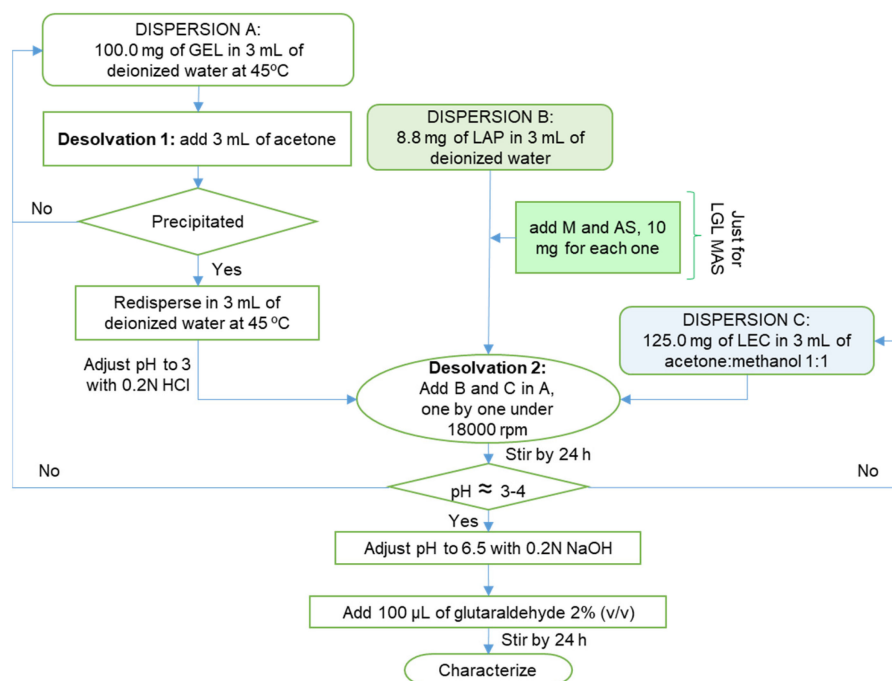 DISPERSION A:
100.0 mg of GEL in 3 mL of
deionized water at 45ºC
Desolvation 1: add 3 mL of acetone
DISPERSION B:
8.8 mg of LAP in 3 mL of
deionized water
No
Precipitated
add M and AS, 10
mg for each one
Just for
LGL MAS
Yes
Redisperse in 3 mL of
deionized water at 45 ºC
DISPERSION C:
125.0 mg of LEC in 3 mL of
acetone:methanol 1:1
Adjust pH to 3
with 0.2N HCl
Desolvation 2:
Add B and C in A,
one by one under
18000 rpm
Stir by 24 h
No
pH ≈ 3-4
No
Yes
Adjust pH to 6.5 with 0.2N NaOH
Add 100 µL of glutaraldehyde 2% (v/v)
Stir by 24 h
Characterize